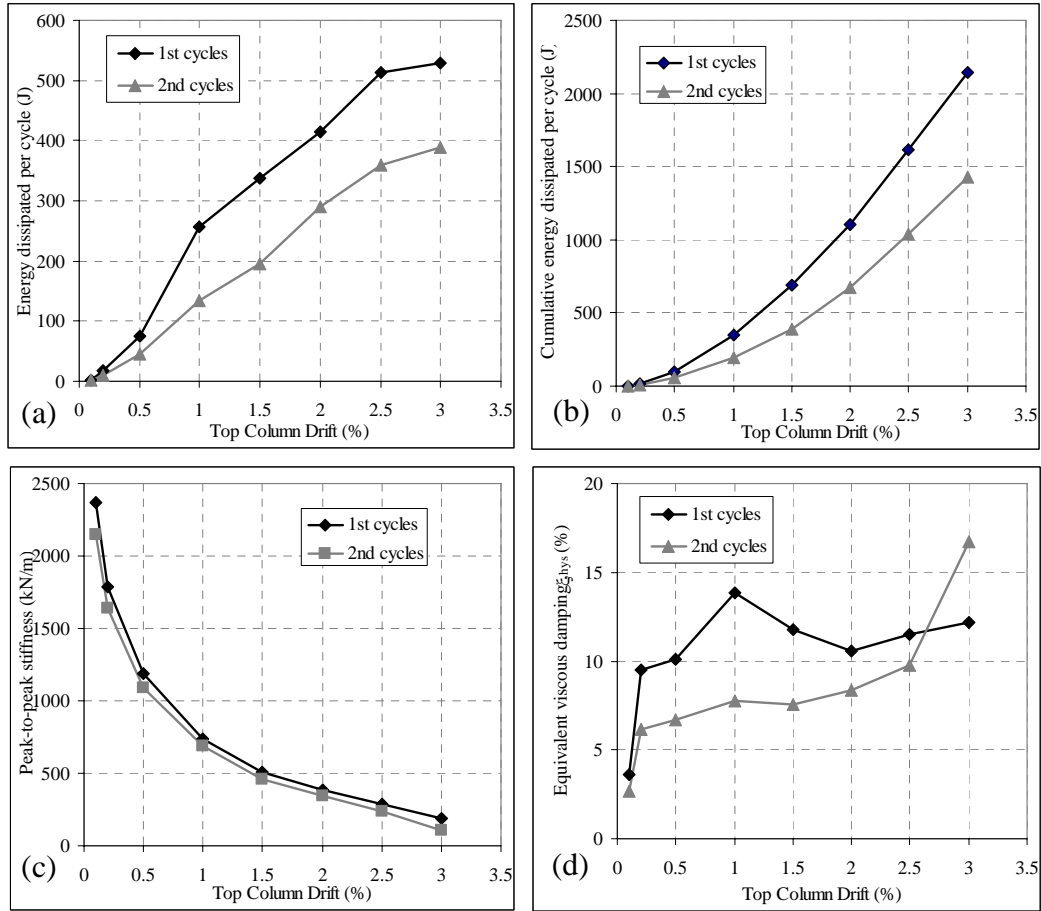 600
500
400
300
200
100
0
Energy dissipated per cycle (J)
1st cycles
2nd cycles
0 0.5 1 1.5 2 2.5 3 3.5
Top Column Drift (%)
(a)
2500
2000
1500
1000
500
0
Cumulative energy dissipated per cycle (J)
1st cycles
2nd cycles
0 0.5 1 1.5 2 2.5 3 3.5
Top Column Drift (%)
(b)
2500
2000
1500
1000
500
0
Peak-to-peak stiffness (kN/m)
1st cycles
2nd cycles
0 0.5 1 1.5 2 2.5 3 3.5
Top Column Drift (%)
(c)
20
15
10
5
0
Equivalent viscous damping ξhys (%)
1st cycles
2nd cycles
0 0.5 1 1.5 2 2.5 3 3.5
Top Column Drift (%)
(d)